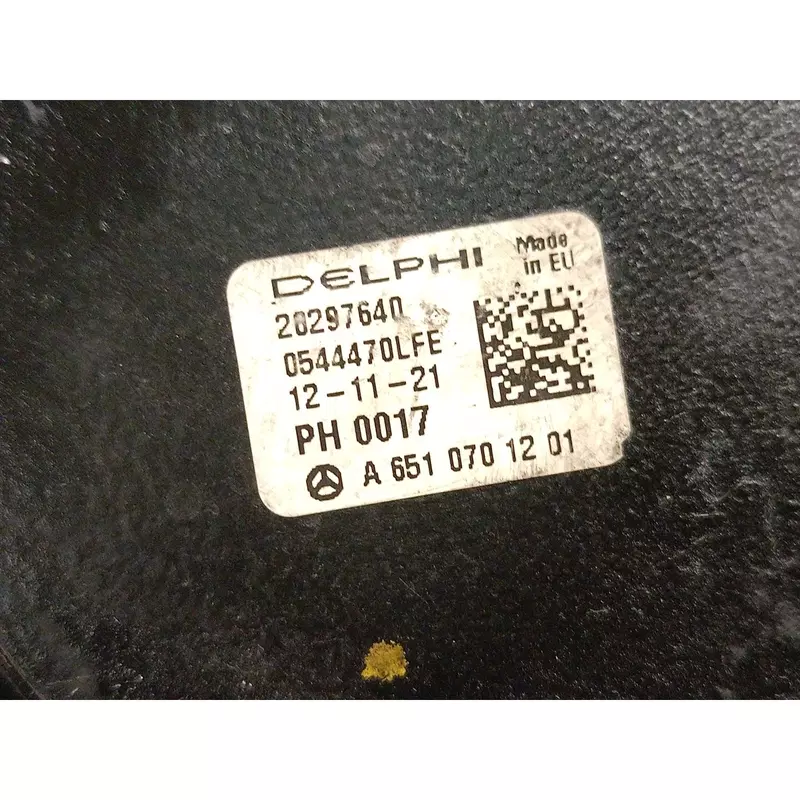 DELPHI
Made
in EU
28297640
0544470LFE
12-11-21
PH 0017
A 651 070 12 01